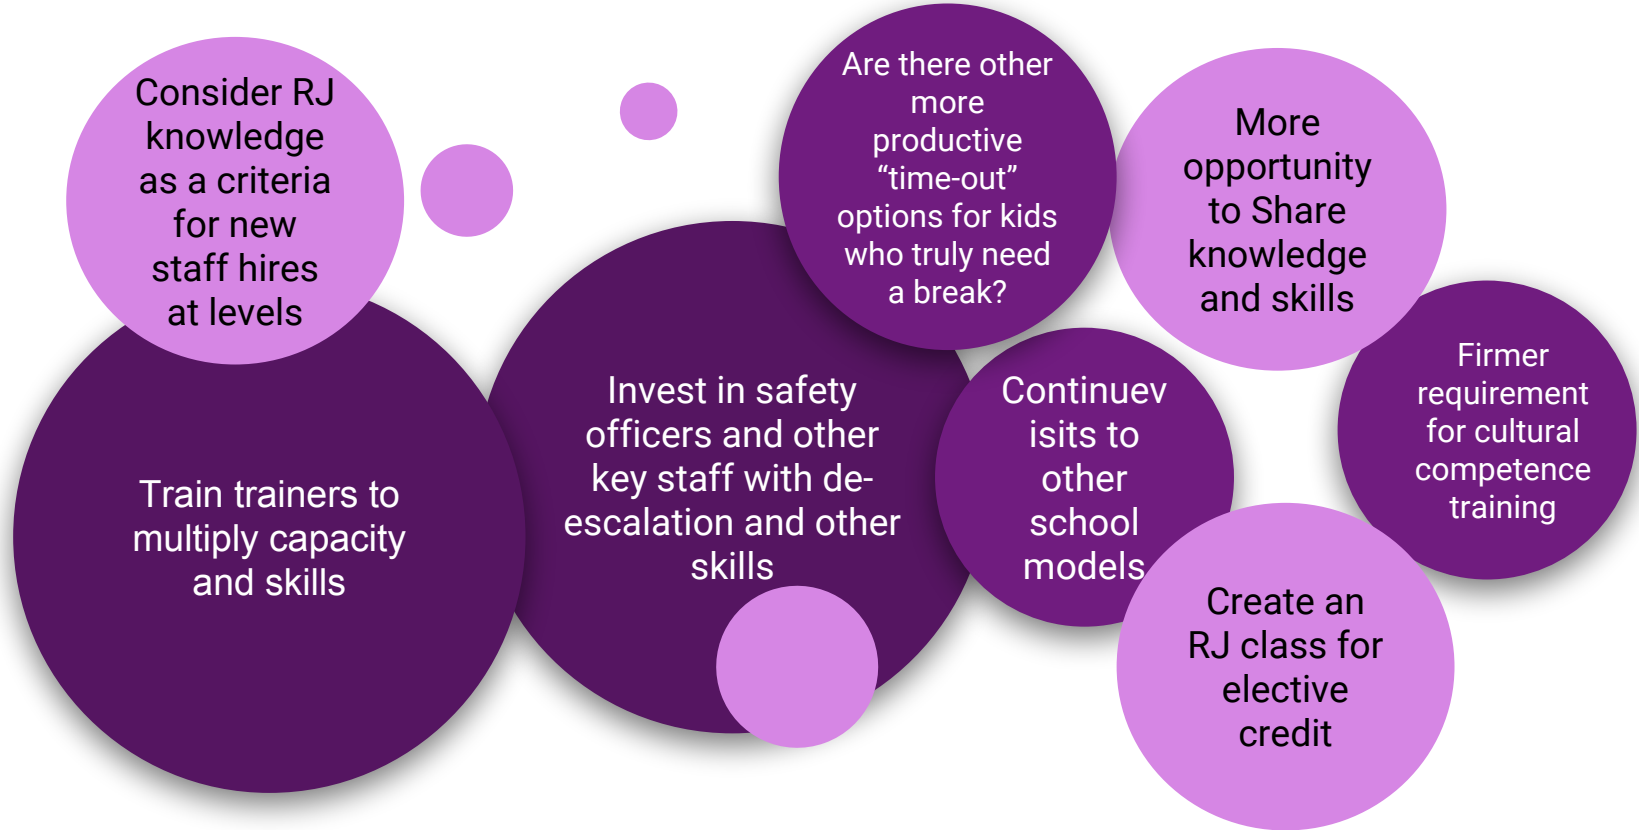 Consider RJ
knowledge
as a criteria
for new
staff hires
at levels
Train trainers to
multiply capacity
and skills
Invest in safety
officers and other
key staff with de-
escalation and other
skills
Are there other
more
productive
“time-out”
options for kids
who truly need
a break?
Continuev
isits to
other
school
models
More
opportunity
to Share
knowledge
and skills
Firmer
requirement
for cultural
competence
training
Create an
RJ class for
elective
credit